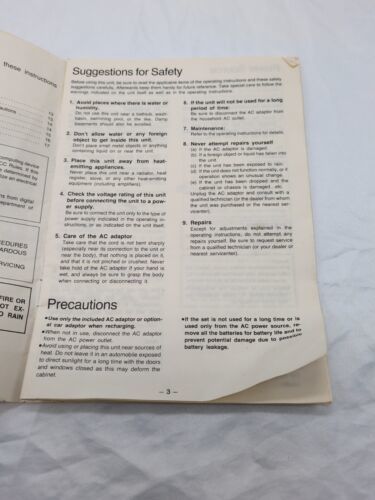 these instructions
13
14
14
15
16
17
EDURES
ARDOUS
VICING
FIRE OR
OT EX-
O RAIN
Suggestions for Safety
Before using this unit, be sure to read the applicable items of the operating instructions and these safety
suggestions carefully. Afterwards keep them handy for future reference. Take special care to follow the
warnings indicated on the unit itself as well as in the operating instructions.
1. Avoid places where there is water or
humidity.
Do not use this unit near a bathtub, wash-
basin, swimming pool, or the like. Damp
basements should also be avoided.
2. Don't allow water or any foreign
object to get inside this unit.
Don't place small metal objects or anything
containing liquid on or near the unit.
3. Place this unit away from heat-
emitting appliances.
Never place this unit near a radiator, heat
register, stove, or any other heat-emitting
equipment (including amplifiers).
4. Check the voltage rating of this unit
before connecting the unit to a pow-
er supply.
Be sure to connect the unit only to the type of
power supply indicated in the operating in-
structions, or as indicated on the unit itself.
5. Care of the AC adaptor
Take care that the cord is not bent sharply
(especially near its connection to the unit or
near the body), that nothing is placed on it,
and that it is not pinched or crushed. Never
take hold of the AC adaptor if your hand is
wet, and always be sure to grasp the body
when connecting or disconnecting it.
6. If the unit will not be used for a long
period of time:
Be sure to disconnect the AC adaptor from
the household AC outlet.
7. Maintenance:
Refer to the operating instructions for details.
8. Never attempt repairs yourself
(a) If the AC adaptor is damaged.
(b) If a foreign object or liquid has fallen into
the unit.
(c) If the unit has been exposed to rain.
(d) If the unit does not function normally, or it
operation shows an unusual change.
(e) If the unit has been dropped and the
cabinet or chassis is damaged, etc.
Unplug the AC adaptor and consult with a
qualified technician (or the dealer from whom
the unit was purchased or the nearest ser-
vicenter).
9. Repairs
Except for adjustments explained in the
operating instructions, do not attempt any
repairs yourself. Be sure to request service
from a qualified technician (or your dealer or
nearest servicenter).
Precautions
●Use only the included AC adaptor or option-
al car adaptor when recharging.
●When not in use, disconnect the AC adaptor
from the AC power outlet.
●Avoid using or placing this unit near sources of
heat. Do not leave it in an automobile exposed
to direct sunlight for a long time with the doors
and windows closed as this may deform the
cabinet.
●If the set is not used for a long time or is
used only from the AC power source, re-
move all the batteries for battery life and to
prevent potential damage due to possible
battery leakage.
— 3 —